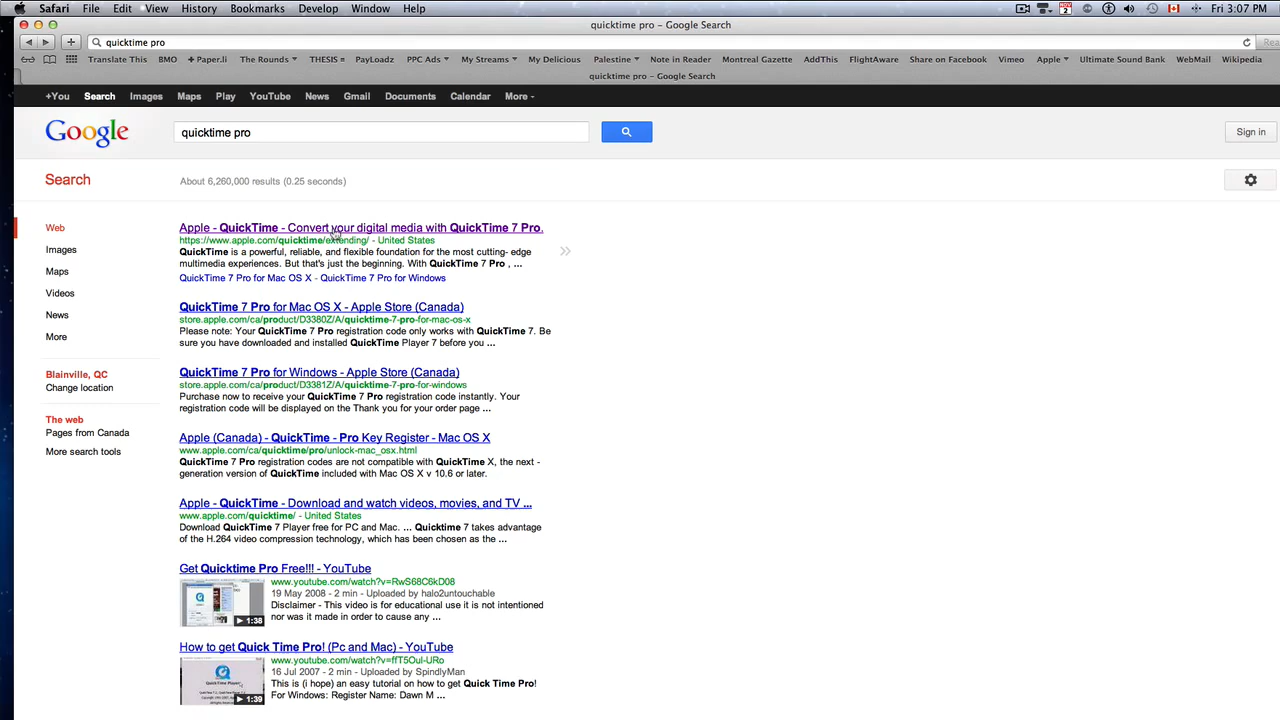 Safari File Edit View History Bookmarks Develop Window Help
NOV 2
Fri 3:07 PM
quicktime pro – Google Search
quicktime pro
Translate This BMO + Paper.li The Rounds THESIS = PayLoadz PPC Ads My Streams My Delicious Palestine Note in Reader Montreal Gazette AddThis FlightAware Share on Facebook Vimeo Apple Ultimate Sound Bank WebMail Wikipedia
quicktime pro – Google Search
+You Search Images Maps Play YouTube News Gmail Documents Calendar More
Google quicktime pro Sign in
Search About 6,260,000 results (0.25 seconds)
Web
Images
Maps
Videos
News
More
Blainville, QC
Change location
The web
Pages from Canada
More search tools
Apple - QuickTime - Convert your digital media with QuickTime 7 Pro.
https://www.apple.com/quicktime/extending/ - United States
QuickTime is a powerful, reliable, and flexible foundation for the most cutting- edge
multimedia experiences. But that's just the beginning. With QuickTime 7 Pro , ...
QuickTime 7 Pro for Mac OS X - QuickTime 7 Pro for Windows
QuickTime 7 Pro for Mac OS X - Apple Store (Canada)
store.apple.com/ca/product/D3380Z/A/quicktime-7-pro-for-mac-os-x
Please note: Your QuickTime 7 Pro registration code only works with QuickTime 7. Be
sure you have downloaded and installed QuickTime Player 7 before you ...
QuickTime 7 Pro for Windows - Apple Store (Canada)
store.apple.com/ca/product/D3381Z/A/quicktime-7-pro-for-windows
Purchase now to receive your QuickTime 7 Pro registration code instantly. Your
registration code will be displayed on the Thank you for your order page ...
Apple (Canada) - QuickTime - Pro Key Register - Mac OS X
www.apple.com/ca/quicktime/pro/unlock-mac_osx.html
QuickTime 7 Pro registration codes are not compatible with QuickTime X, the next -
generation version of QuickTime included with Mac OS X v 10.6 or later.
Apple - QuickTime - Download and watch videos, movies, and TV ...
www.apple.com/quicktime/ - United States
Download QuickTime 7 Player free for PC and Mac. ... Quicktime 7 takes advantage
of the H.264 video compression technology, which has been chosen as the ...
Get Quicktime Pro Free!!! - YouTube
www.youtube.com/watch?v=RwS68C6kD08
19 May 2008 - 2 min - Uploaded by halo2untouchable
Disclaimer - This video is for educational use it is not intentioned
nor was it made in order to cause any ...
1:38
How to get Quick Time Pro! (Pc and Mac) - YouTube
www.youtube.com/watch?v=ffT5Oul-URo
16 Jul 2007 - 2 min - Uploaded by SpindlyMan
This is (i hope) an easy tutorial on how to get Quick Time Pro!
For Windows: Register Name: Dawn M ...
QuickTime Player
1:39